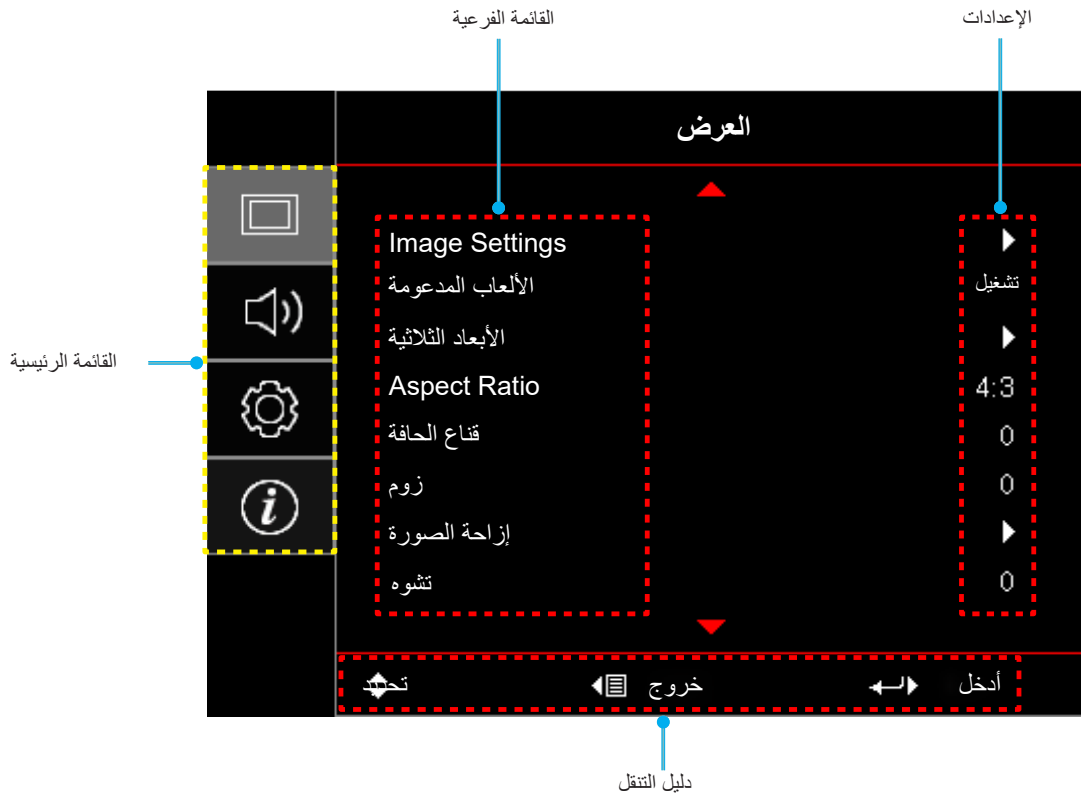 القائمة الفرعية
الإعدادات
العرض
Image Settings
الألعاب المدعومة
تشغيل
الأبعاد الثلاثية
Aspect Ratio
4:3
القائمة الرئيسية
قناع الحافة
0
زوم
0
إزاحة الصورة
تشوه
0
تحديد
خروج
أدخل
دليل التنقل